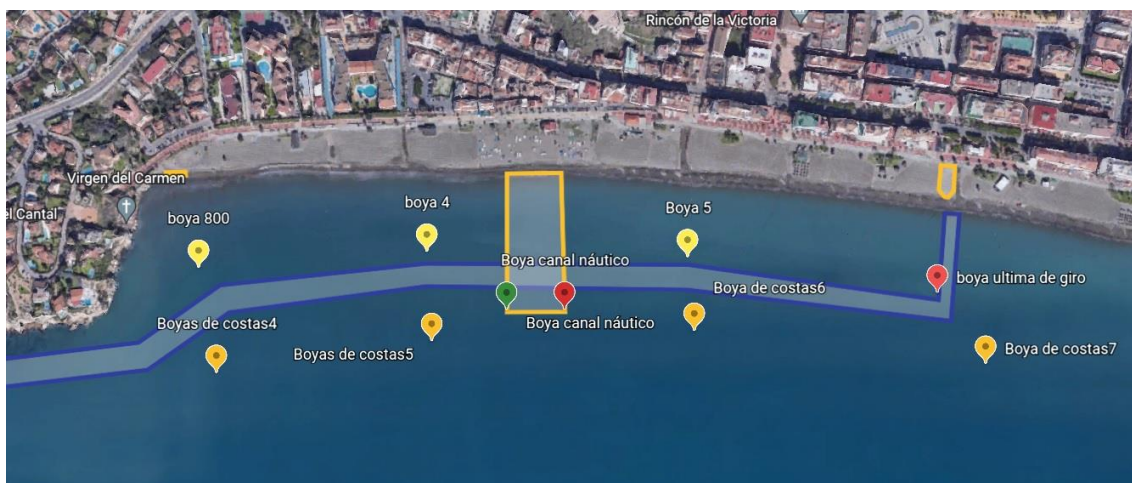 Rincón de la Victoria
Virgen del Carmen
el Cantal
boya 800
boya 4
Boya 5
Boya canal náutico
boya ultima de giro
Boya de costas6
Boyas de costas4
Boya canal náutico
Boyas de costas5
Boya de costas7